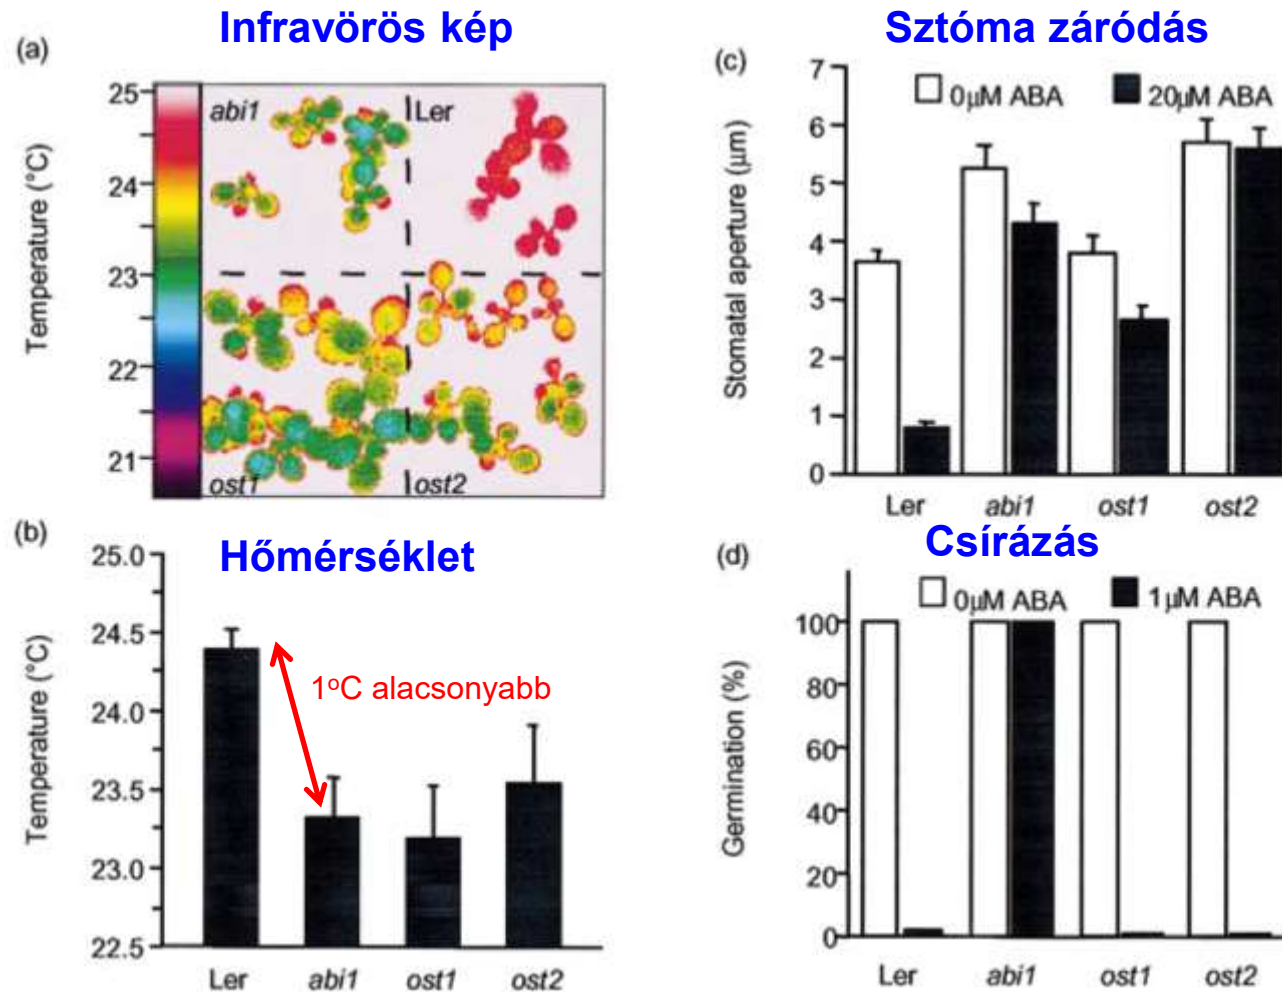 (a) Infravörös kép
Temperature (°C)
25
24
23
22
21
abi1
Ler
ost1
ost2
(b) Hőmérséklet
Temperature (°C)
25.0
24.5
24.0
23.5
23.0
22.5
1°C alacsonyabb
Ler abi1 ost1 ost2
Sztóma záródás
(c)
0µM ABA 20µM ABA
Stomatal aperture (µm)
7
6
5
4
3
2
1
0
Ler abi1 ost1 ost2
Csírázás
(d)
0µM ABA 1µM ABA
Germination (%)
100
80
60
40
20
0
Ler abi1 ost1 ost2